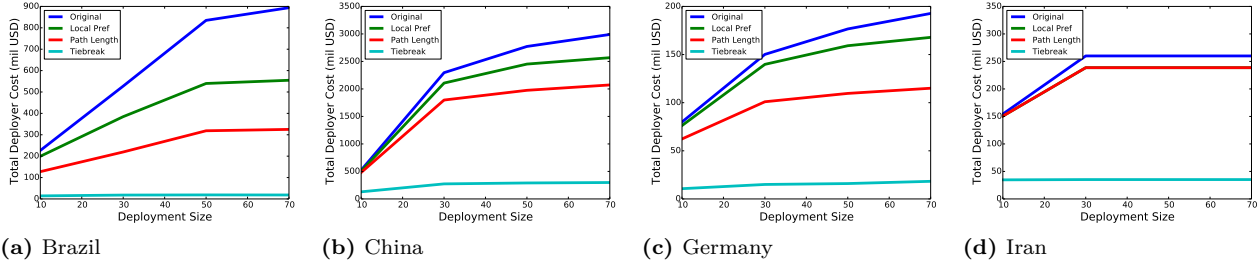 Total Deployer Cost (mil USD)
900
800
700
600
500
400
300
200
100
0
Original
Local Pref
Path Length
Tiebreak
10 20 30 40 50 60 70
Deployment Size
(a) Brazil
Total Deployer Cost (mil USD)
3500
3000
2500
2000
1500
1000
500
0
Original
Local Pref
Path Length
Tiebreak
10 20 30 40 50 60 70
Deployment Size
(b) China
Total Deployer Cost (mil USD)
200
150
100
50
0
Original
Local Pref
Path Length
Tiebreak
10 20 30 40 50 60 70
Deployment Size
(c) Germany
Total Deployer Cost (mil USD)
350
300
250
200
150
100
50
0
Original
Local Pref
Path Length
Tiebreak
10 20 30 40 50 60 70
Deployment Size
(d) Iran